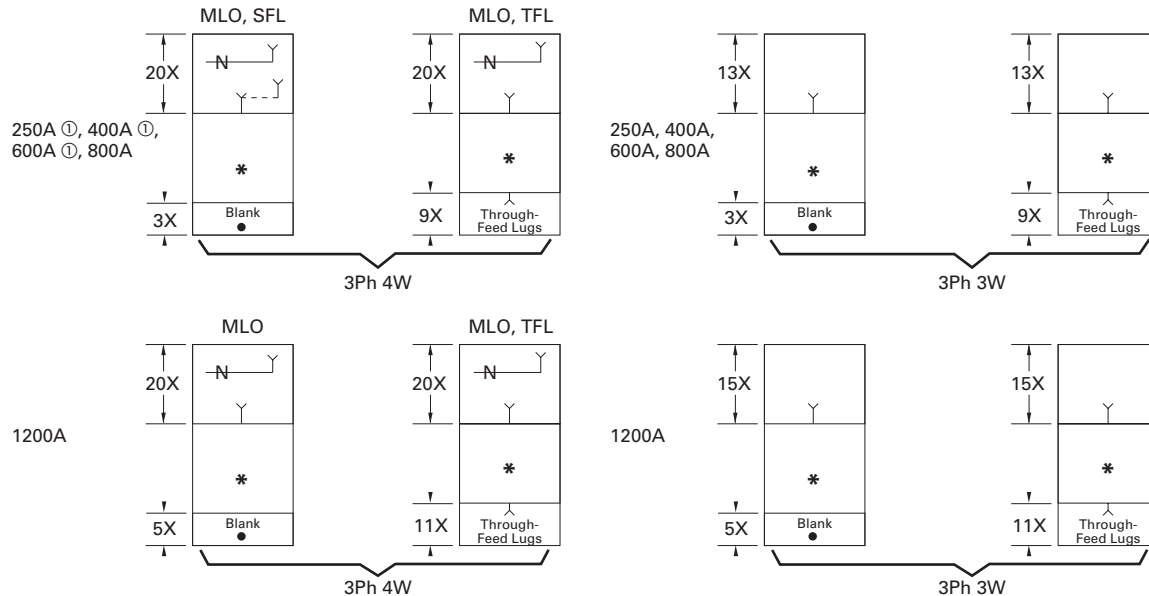 MLO, SFL
MLO, TFL
20X
N
20X
N
13X
13X
250A ①, 400A ①,
600A ①, 800A
250A, 400A,
600A, 800A
*
*
*
*
3X
Blank
9X
Through-
Feed Lugs
3X
Blank
9X
Through-
Feed Lugs
3Ph 4W
3Ph 3W
MLO
MLO, TFL
20X
N
20X
N
15X
15X
1200A
1200A
*
*
*
*
5X
Blank
11X
Through-
Feed Lugs
5X
Blank
11X
Through-
Feed Lugs
3Ph 4W
3Ph 3W